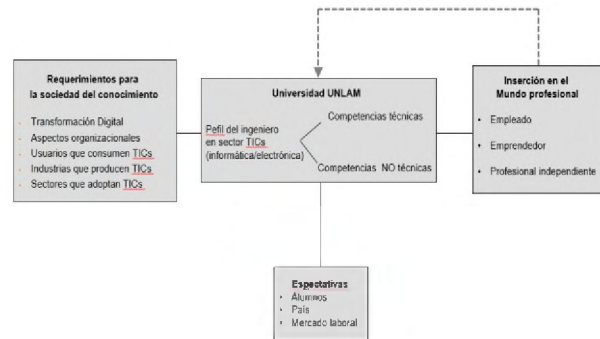 Requerimientos para
la sociedad del conocimiento
Transformación Digital
Aspectos organizacionales
Usuarios que consumen TICs
Industrias que producen TICs
Sectores que adoptan TICs
Universidad UNLAM
Competencias técnicas
Pefil del ingeniero
en sector TICs
(informática/electrónica)
Competencias NO técnicas
Inserción en el
Mundo profesional
• Empleado
• Emprendedor
• Profesional independiente
Espectativas
• Alumnos
• País
• Mercado laboral